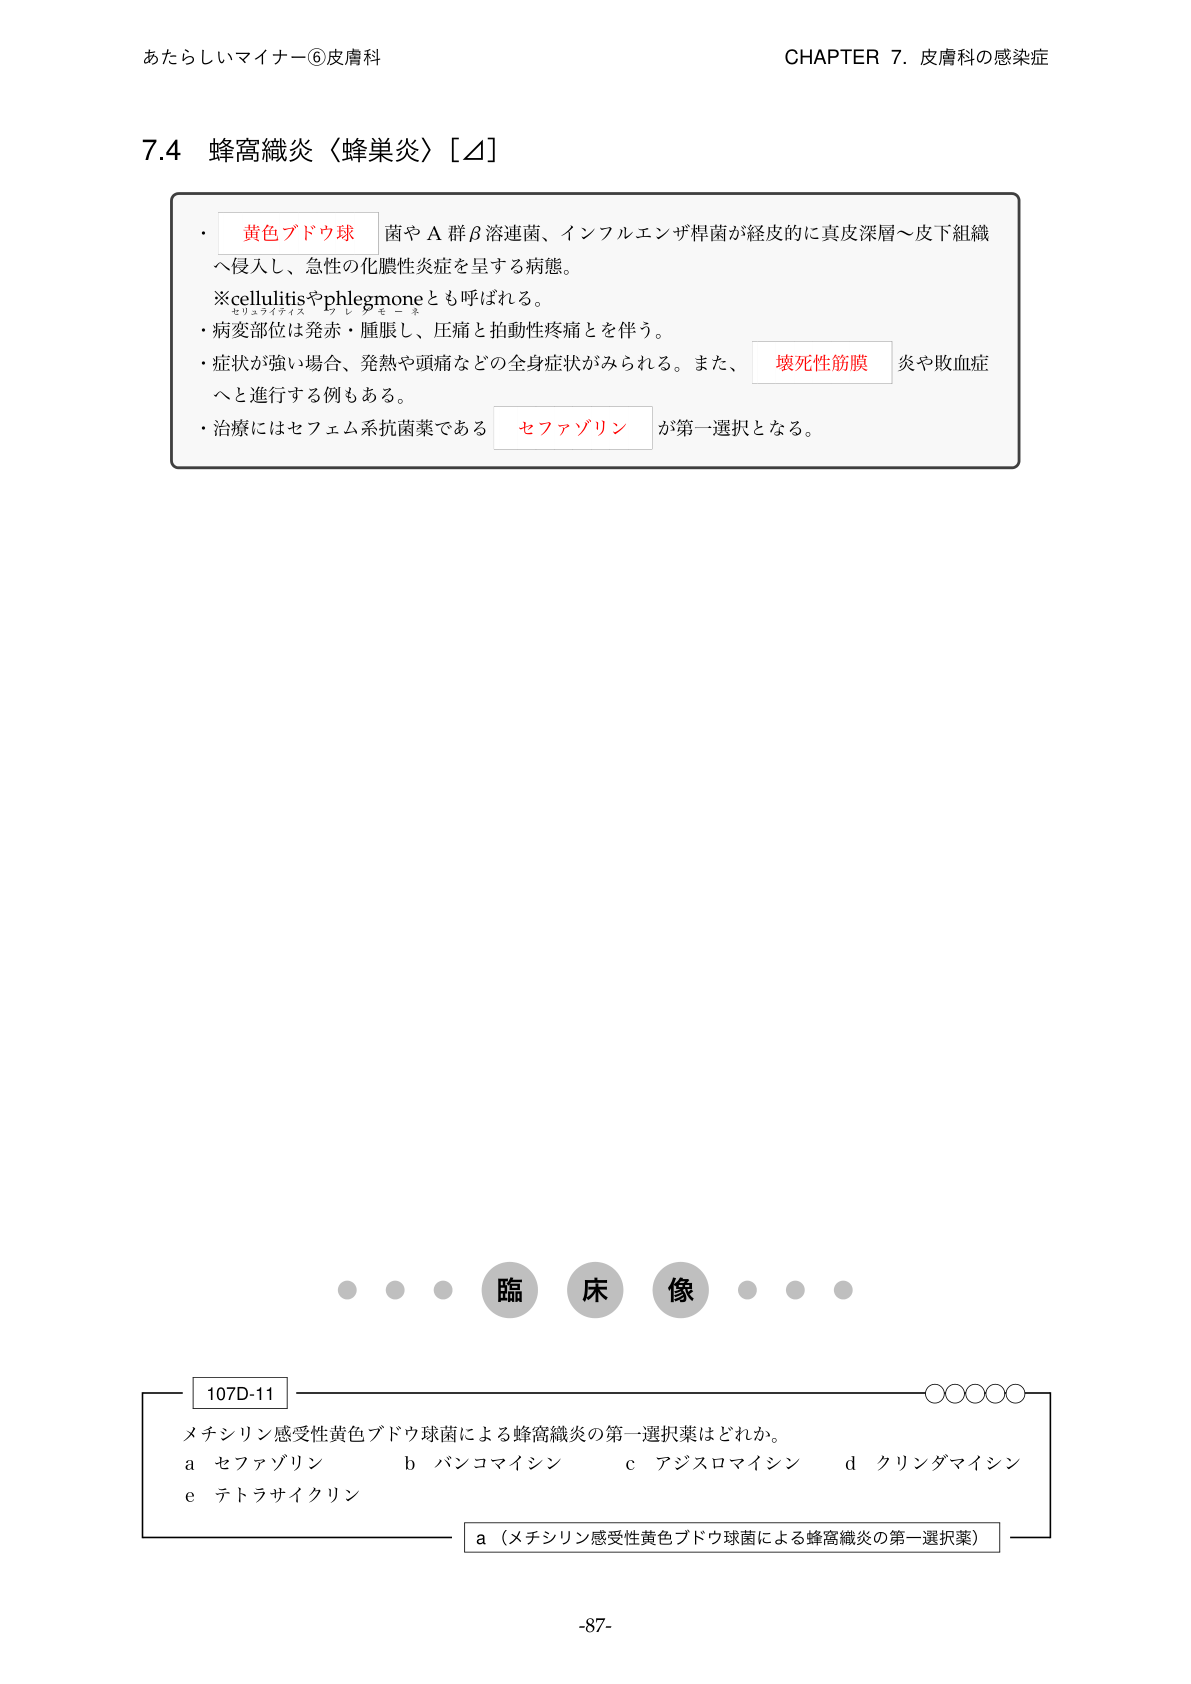 あたらしいマイナー⑥皮膚科
CHAPTER 7. 皮膚科の感染症
7.4 蜂窩織炎〈蜂巣炎〉[⊿]
・ 黄色ブドウ球 菌や A 群 β 溶連菌、インフルエンザ桿菌が経皮的に真皮深層〜皮下組織
へ侵入し、急性の化膿性炎症を呈する病態。
※cellulitisやphlegmoneとも呼ばれる。
セリュライティス フレグモーネ
・病変部位は発赤・腫脹し、圧痛と拍動性疼痛とを伴う。
・症状が強い場合、発熱や頭痛などの全身症状がみられる。また、 壊死性筋膜 炎や敗血症
へと進行する例もある。
・治療にはセフェム系抗菌薬である セファゾリン が第一選択となる。
臨床像
107D-11
メチシリン感受性黄色ブドウ球菌による蜂窩織炎の第一選択薬はどれか。
a セファゾリン b バンコマイシン c アジスロマイシン d クリンダマイシン
e テトラサイクリン
a（メチシリン感受性黄色ブドウ球菌による蜂窩織炎の第一選択薬）
-87-